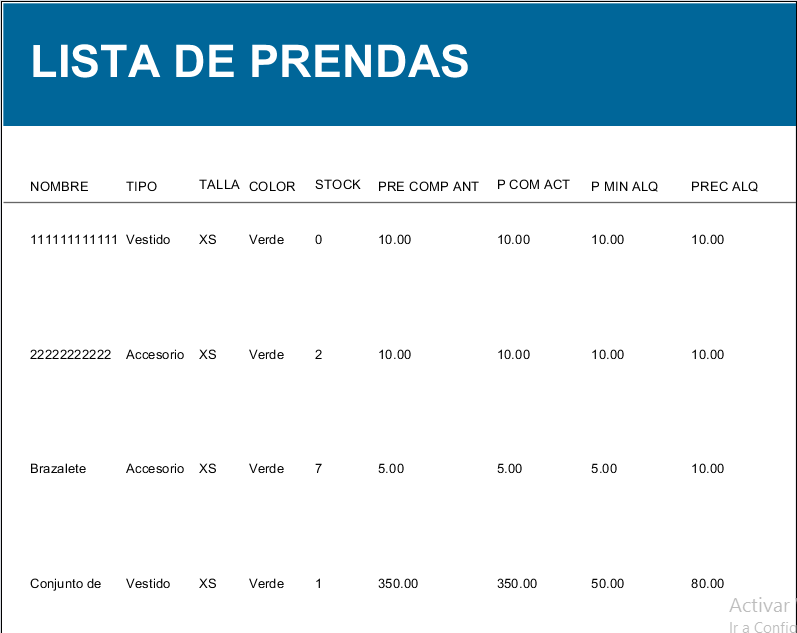 LISTA DE PRENDAS
NOMBRE TIPO TALLA COLOR STOCK PRE COMP ANT P COM ACT P MIN ALQ PREC ALQ
111111111111 Vestido XS Verde 0 10.00 10.00 10.00 10.00
22222222222 Accesorio XS Verde 2 10.00 10.00 10.00 10.00
Brazalete Accesorio XS Verde 7 5.00 5.00 5.00 10.00
Conjunto de Vestido XS Verde 1 350.00 350.00 50.00 80.00
Activar
Ir a Confi